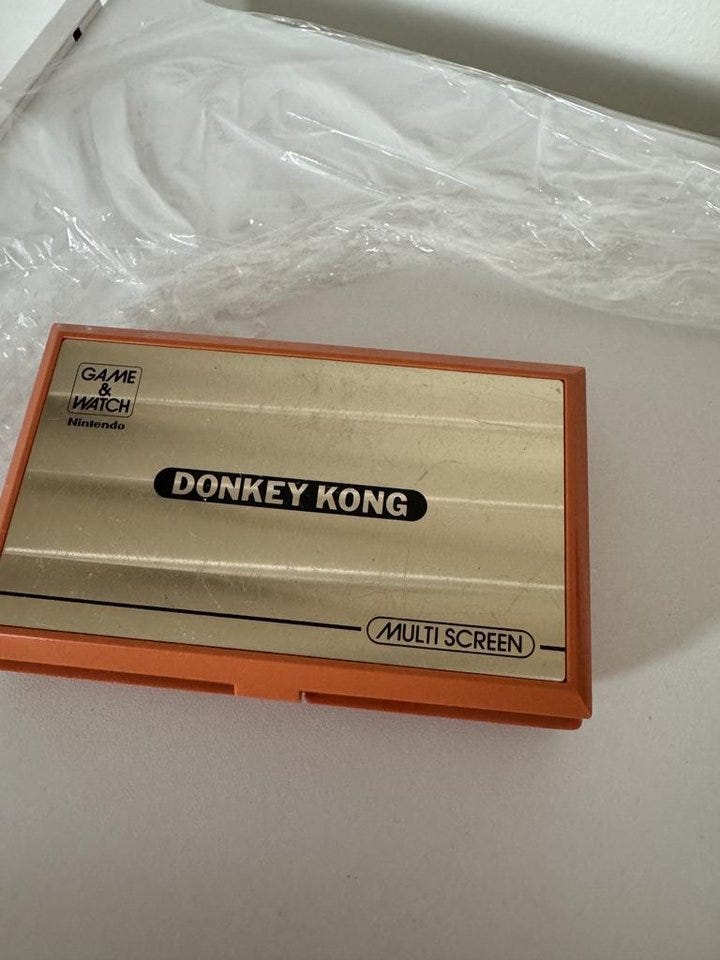 GAME
&
WATCH
Nintendo
DONKEY KONG
MULTI SCREEN